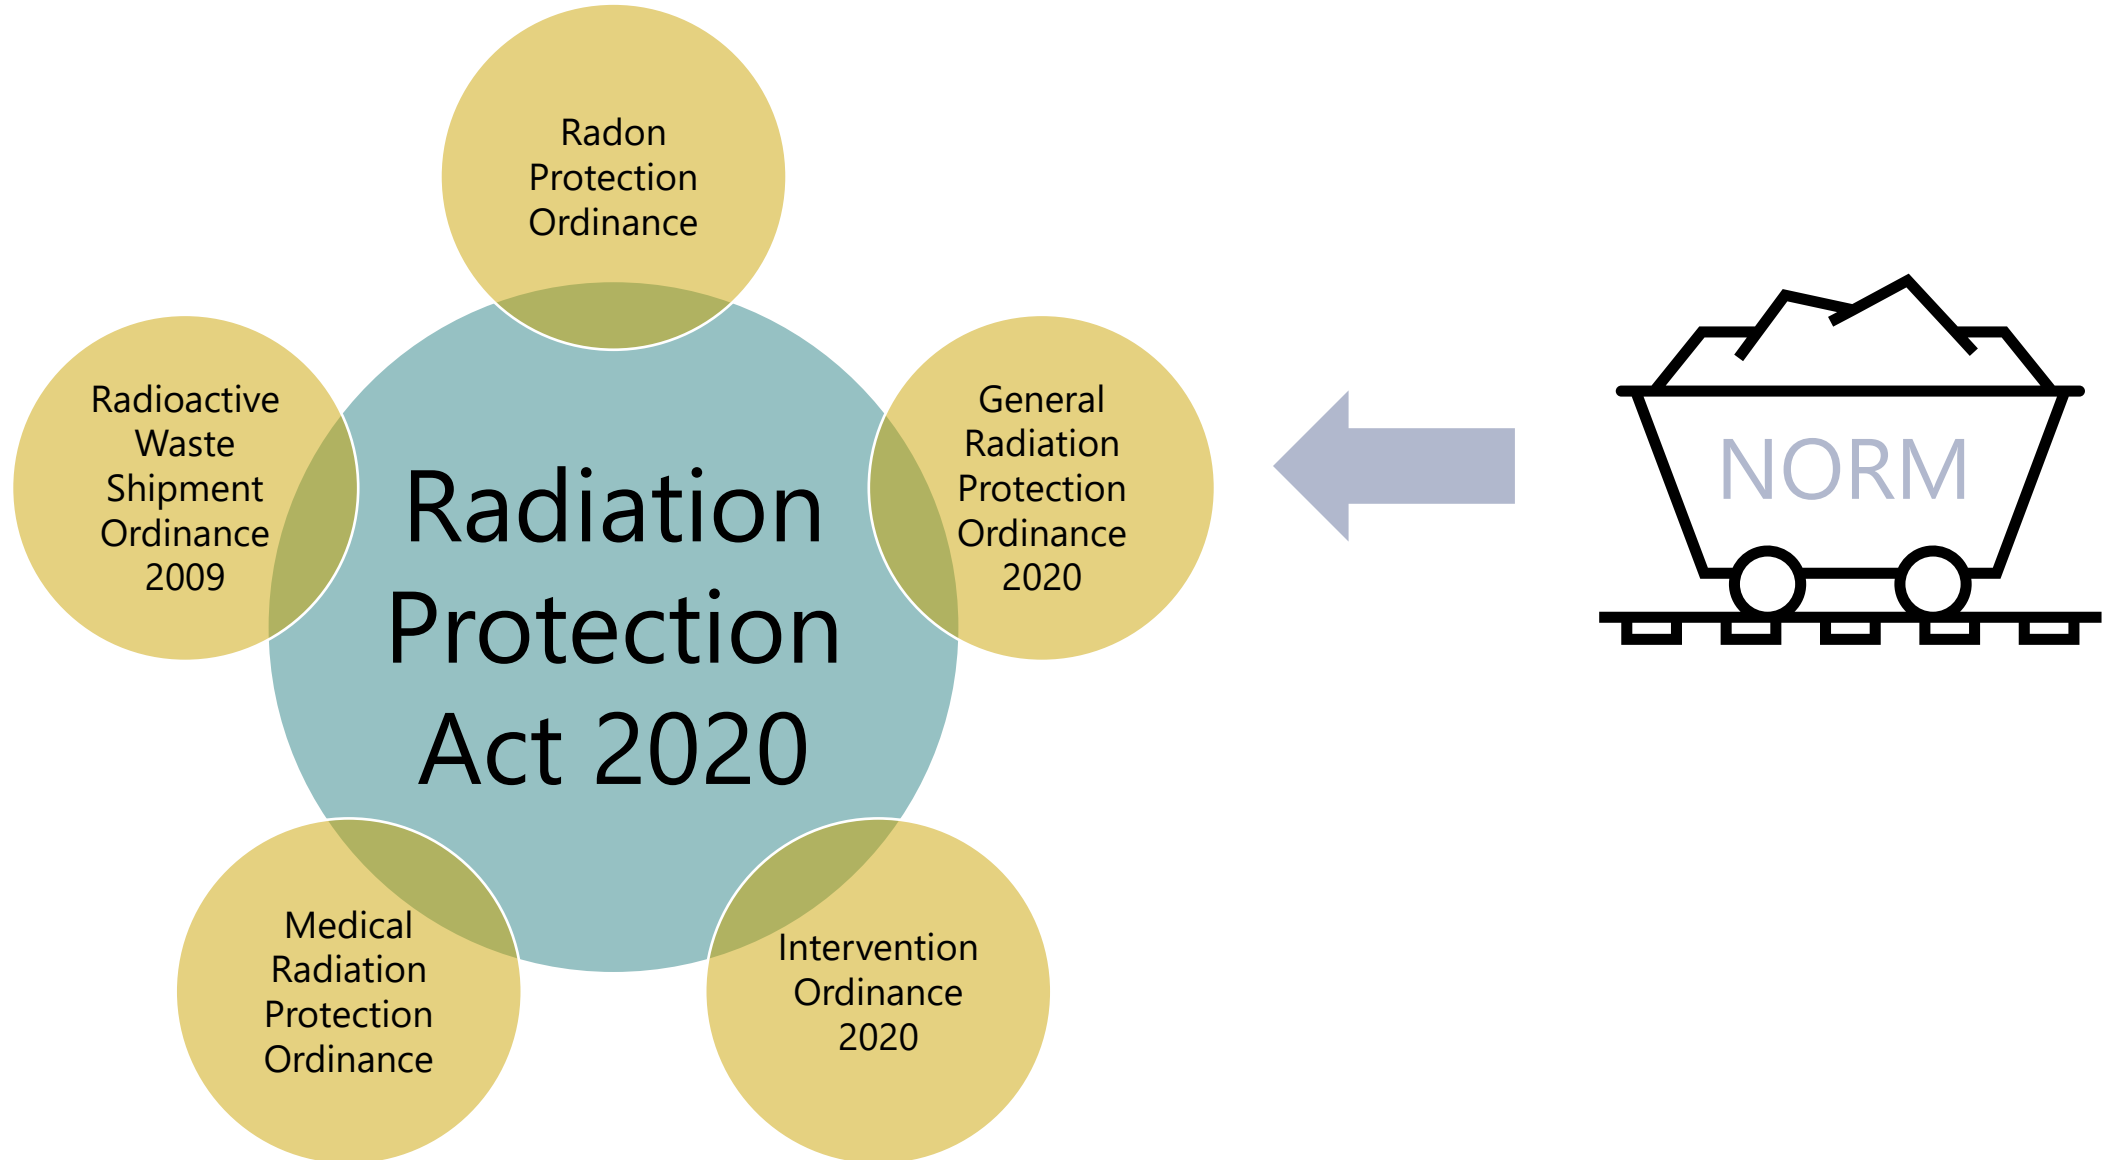 Radon
Protection
Ordinance
Radioactive
Waste
Shipment
Ordinance
2009
General
Radiation
Protection
Ordinance
2020
NORM
Radiation
Protection
Act 2020
Medical
Radiation
Protection
Ordinance
Intervention
Ordinance
2020